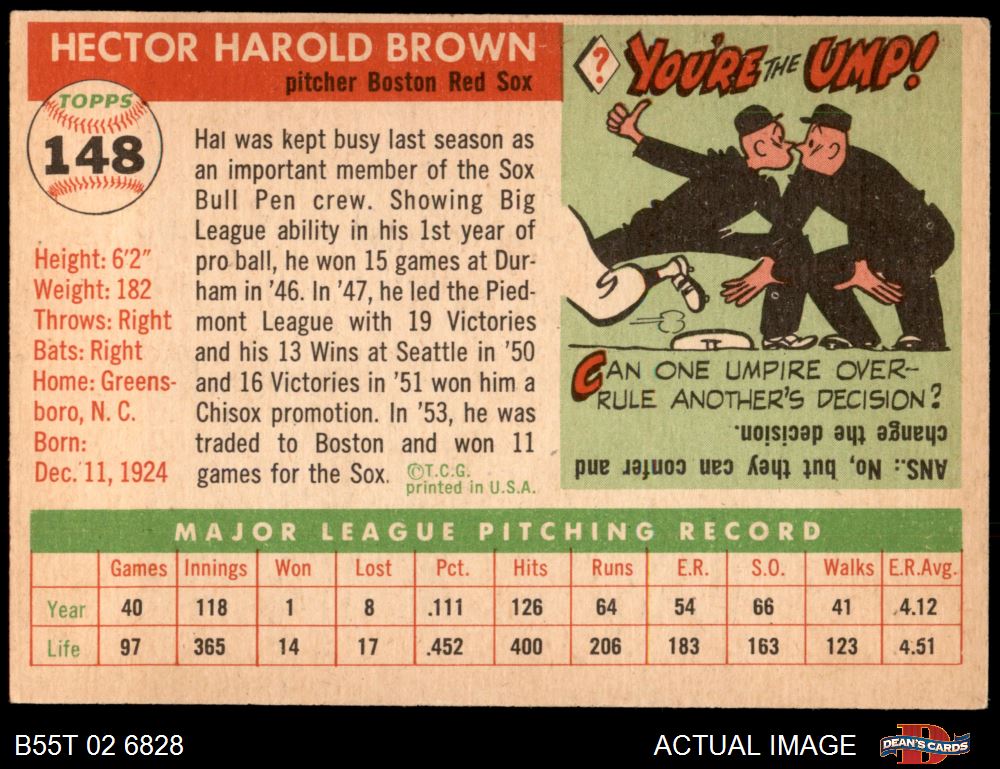 HECTOR HAROLD BROWN
pitcher Boston Red Sox
TOPPS
148
Height: 6'2"
Weight: 182
Throws: Right
Bats: Right
Home: Greens-
boro, N. C.
Born:
Dec. 11, 1924
Hal was kept busy last season as
an important member of the Sox
Bull Pen crew. Showing Big
League ability in his 1st year of
pro ball, he won 15 games at Dur-
ham in '46. In '47, he led the Pied-
mont League with 19 Victories
and his 13 Wins at Seattle in '50
and 16 Victories in '51 won him a
Chisox promotion. In '53, he was
traded to Boston and won 11
games for the Sox.
©T.C.G.
printed in U.S.A.
? YOU'RE THE UMP!
CAN ONE UMPIRE OVER-
RULE ANOTHER'S DECISION?
ANS.: No, but they can confer and
change the decision.
MAJOR LEAGUE PITCHING RECORD
Games Innings Won Lost Pct. Hits Runs E.R. S.O. Walks E.R.Avg.
Year 40 118 1 8 .111 126 64 54 66 41 4.12
Life 97 365 14 17 .452 400 206 183 163 123 4.51
B55T 02 6828
ACTUAL IMAGE
DEAN'S CARDS